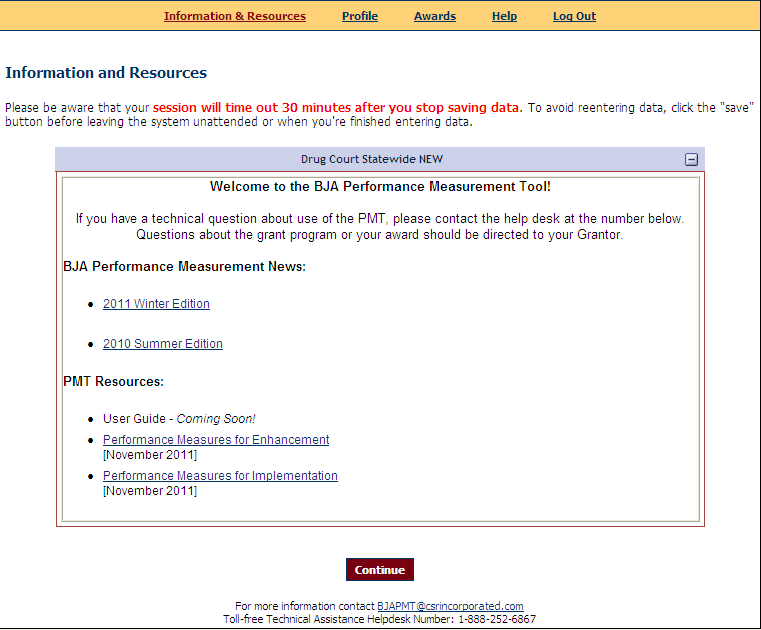 Information & Resources Profile Awards Help Log Out
Information and Resources
Please be aware that your session will time out 30 minutes after you stop saving data. To avoid reentering data, click the "save"
button before leaving the system unattended or when you're finished entering data.
Drug Court Statewide NEW
Welcome to the BJA Performance Measurement Tool!
If you have a technical question about use of the PMT, please contact the help desk at the number below.
Questions about the grant program or your award should be directed to your Grantor.
BJA Performance Measurement News:
• 2011 Winter Edition
• 2010 Summer Edition
PMT Resources:
• User Guide - Coming Soon!
• Performance Measures for Enhancement
[November 2011]
• Performance Measures for Implementation
[November 2011]
Continue
For more information contact BJAPMT@csrincorporated.com
Toll-free Technical Assistance Helpdesk Number: 1-888-252-6867